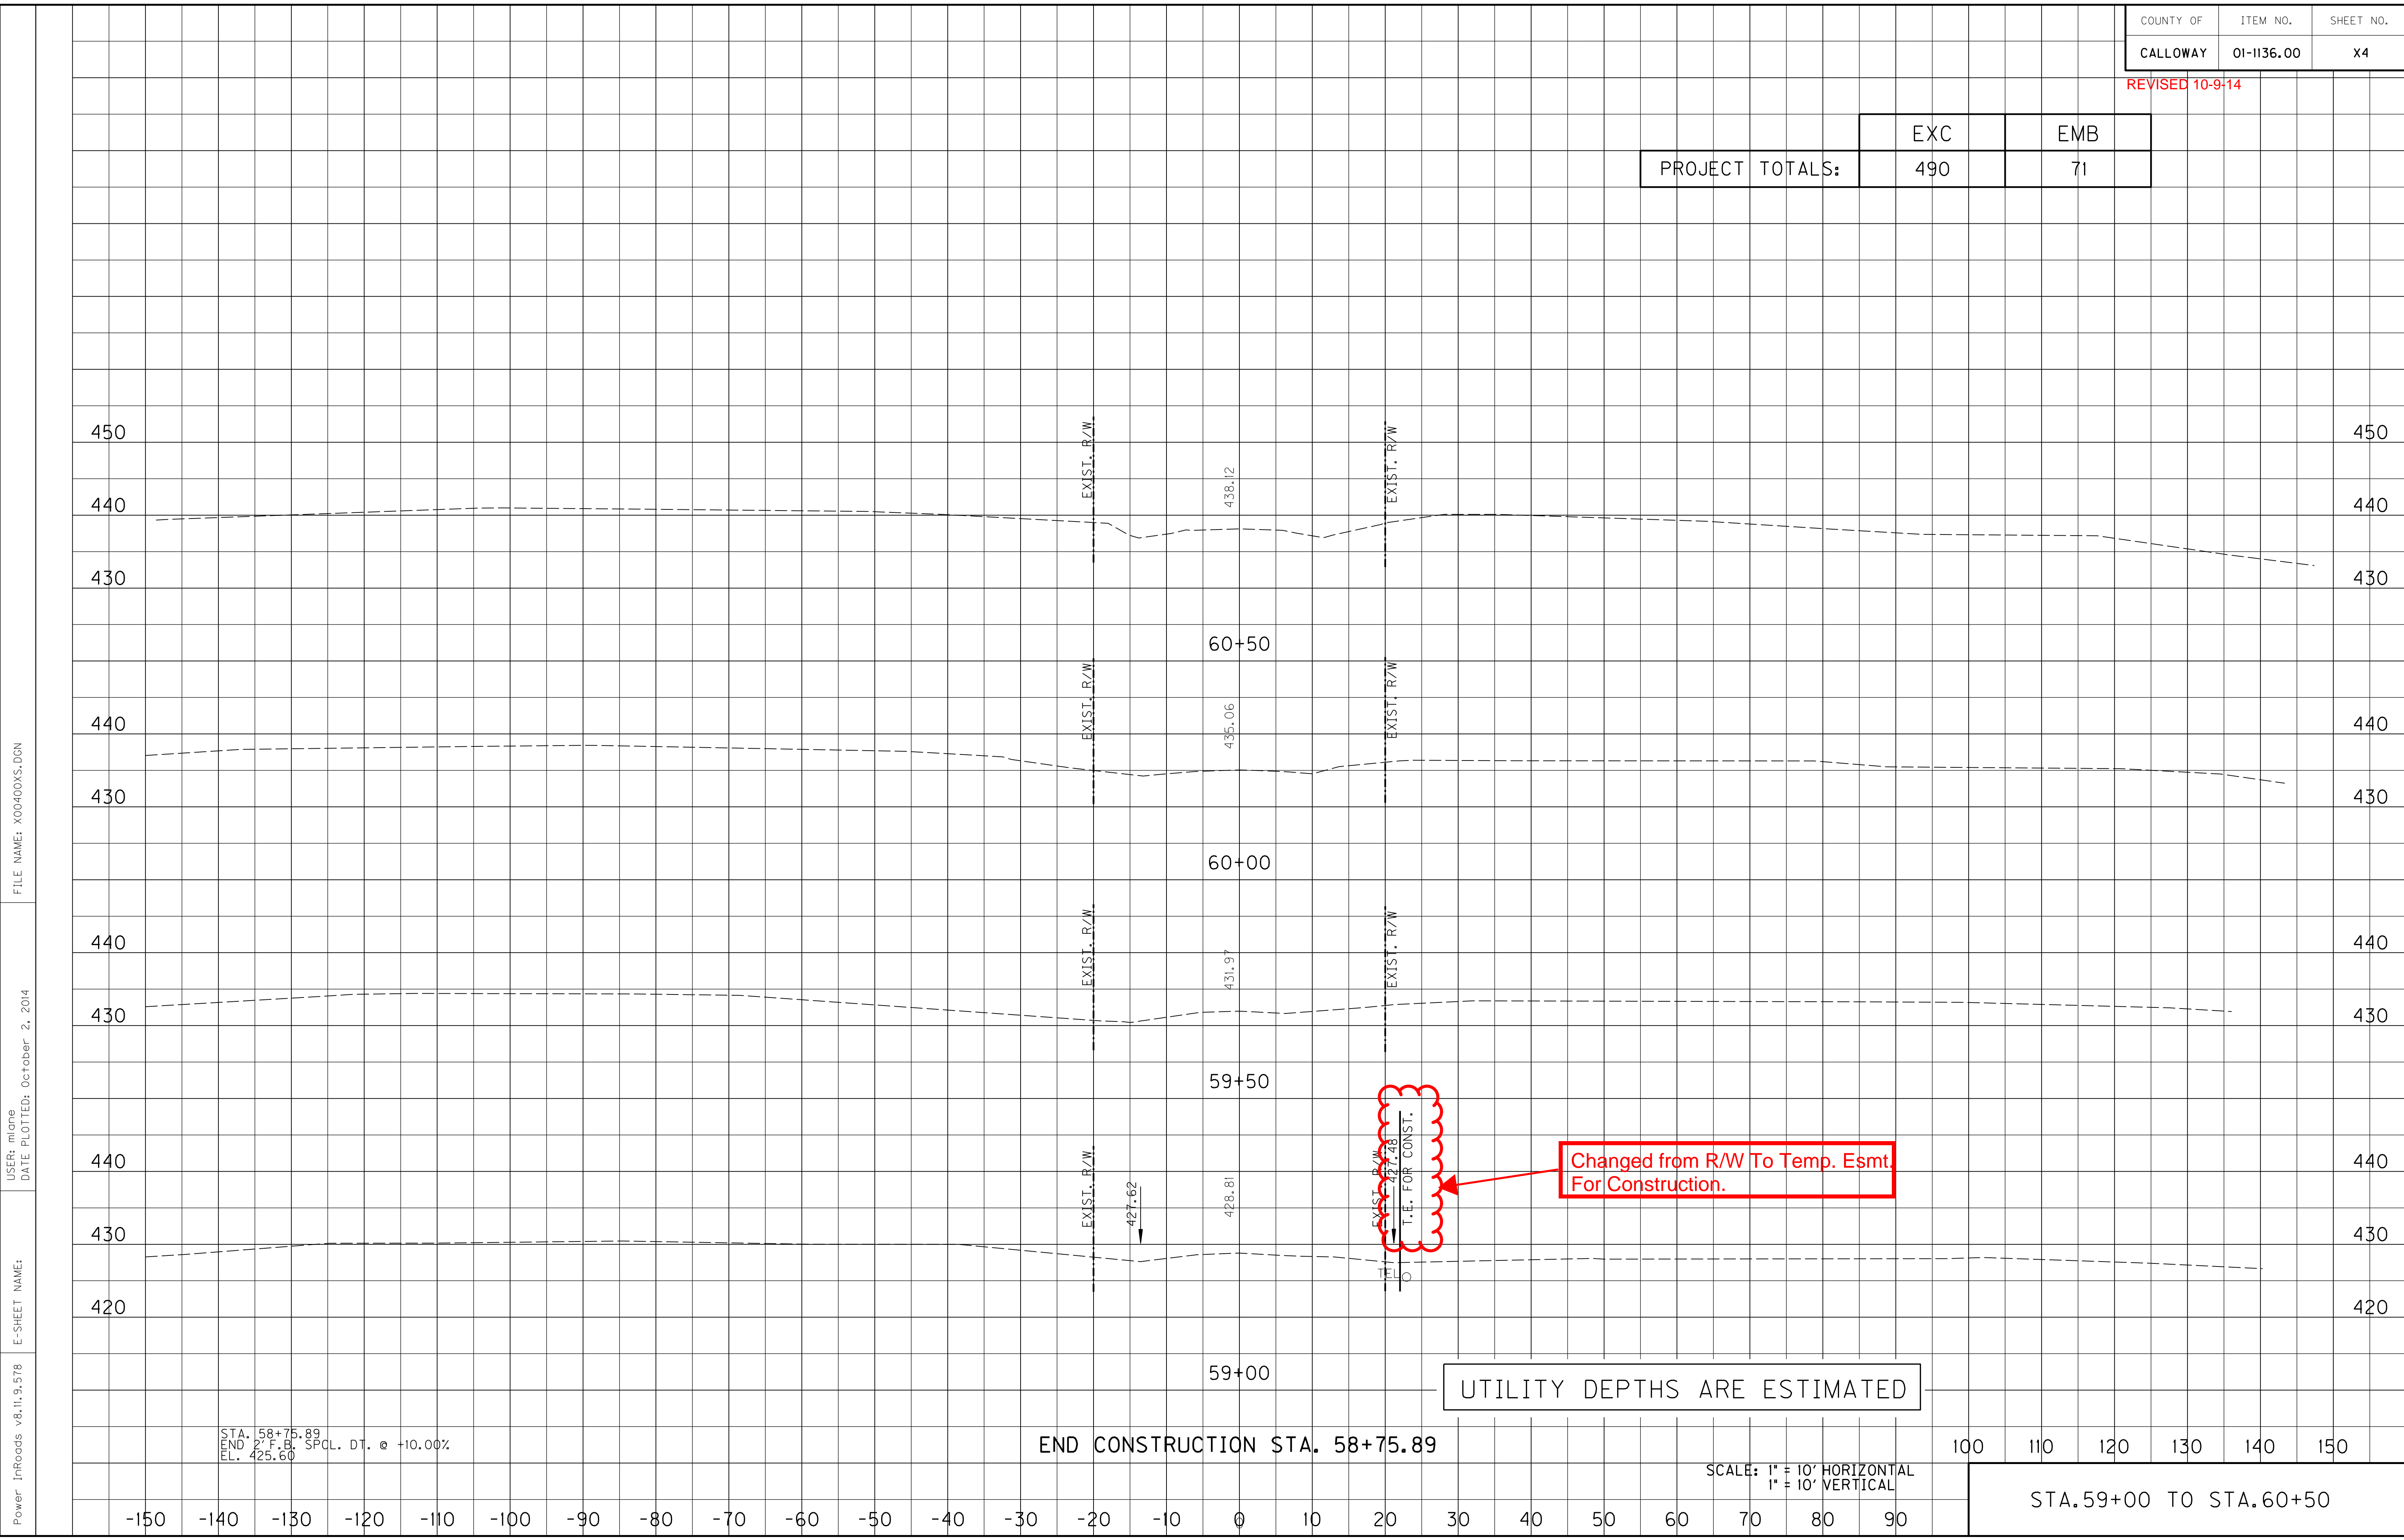 COUNTY OF ITEM NO. SHEET NO.
CALLOWAY 01-1136.00 X4
REVISED 10-9-14
EXC EMB
PROJECT TOTALS: 490 71
450 450
EXIST. R/W 438.12 EXIST. R/W
440 440
430 430
60+50
EXIST. R/W 435.06 EXIST. R/W
440 440
430 430
60+00
EXIST. R/W 431.97 EXIST. R/W
440 440
430 430
59+50
EXIST. R/W 427.62 428.81 EXIST. R/W 427.48 T.E. FOR CONST.
440 440
Changed from R/W To Temp. Esmt.
For Construction.
430 430
TEL
420 420
59+00
UTILITY DEPTHS ARE ESTIMATED
STA. 58+75.89
END 2' F.B. SPCL. DT. @ +10.00%
EL. 425.60
END CONSTRUCTION STA. 58+75.89
100 110 120 130 140 150
SCALE: 1" = 10' HORIZONTAL
1" = 10' VERTICAL
STA.59+00 TO STA.60+50
-150 -140 -130 -120 -110 -100 -90 -80 -70 -60 -50 -40 -30 -20 -10 0 10 20 30 40 50 60 70 80 90
FILE NAME: X00400XS.DGN
USER: mlane
DATE PLOTTED: October 2, 2014
E-SHEET NAME:
Power InRoads v8.11.9.578